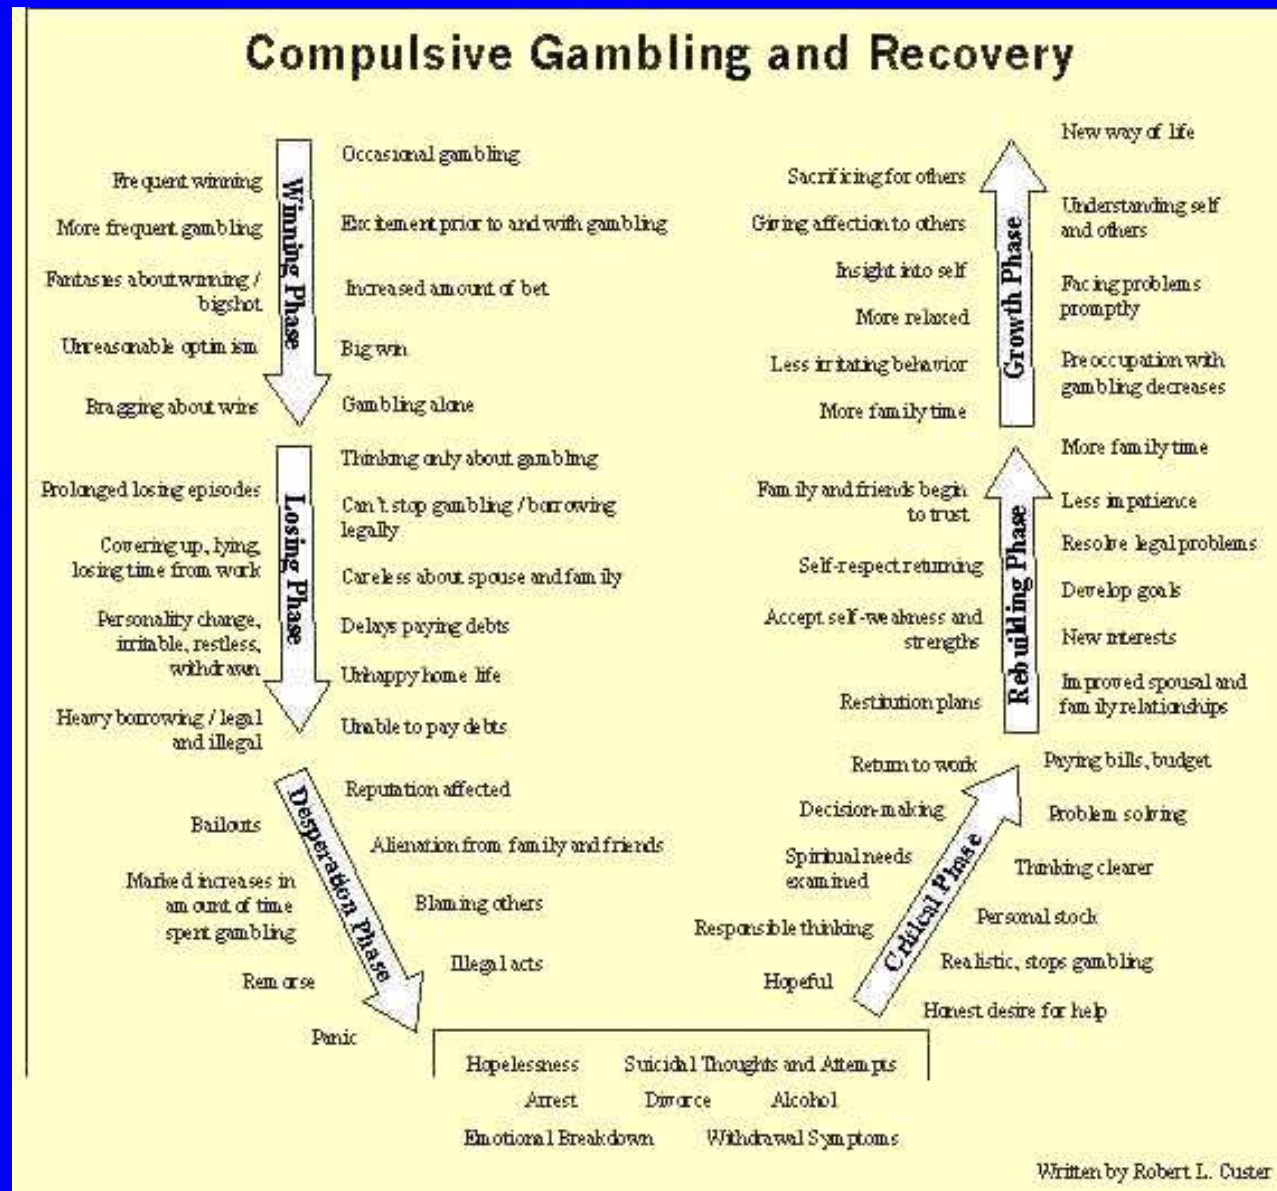 Compulsive Gambling and Recovery
Winning Phase
Occasional gambling
Frequent winning
More frequent gambling
Excitement prior to and with gambling
Fantasies about winning /
bigshot
Increased amount of bet
Unreasonable optimism
Big win
Bragging about wins
Gambling alone
Losing Phase
Thinking only about gambling
Prolonged losing episodes
Can't stop gambling / borrowing
legally
Covering up, lying,
losing time from work
Careless about spouse and family
Personality change,
irritable, restless,
withdrawn
Delays paying debts
Unhappy home life
Heavy borrowing / legal
and illegal
Unable to pay debts
Desperation Phase
Reputation affected
Bailouts
Alienation from family and friends
Marked increases in
amount of time
spent gambling
Blaming others
Illegal acts
Remorse
Panic
Hopelessness Suicidal Thoughts and Attempts
Arrest Divorce Alcohol
Emotional Breakdown Withdrawal Symptoms
Critical Phase
Honest desire for help
Hopeful
Realistic, stops gambling
Responsible thinking
Personal stock
Spiritual needs
examined
Thinking clearer
Decision-making
Problem solving
Return to work
Paying bills, budget
Rebuilding Phase
Improved spousal and
family relationships
Restitution plans
New interests
Accept self-weakness and
strengths
Develop goals
Self-respect returning
Resolve legal problems
Family and friends begin
to trust
Less impatience
More family time
Growth Phase
More family time
Preoccupation with
gambling decreases
Less irritating behavior
More relaxed
Facing problems
promptly
Insight into self
Giving affection to others
Understanding self
and others
Sacrificing for others
New way of life
Written by Robert L. Custer